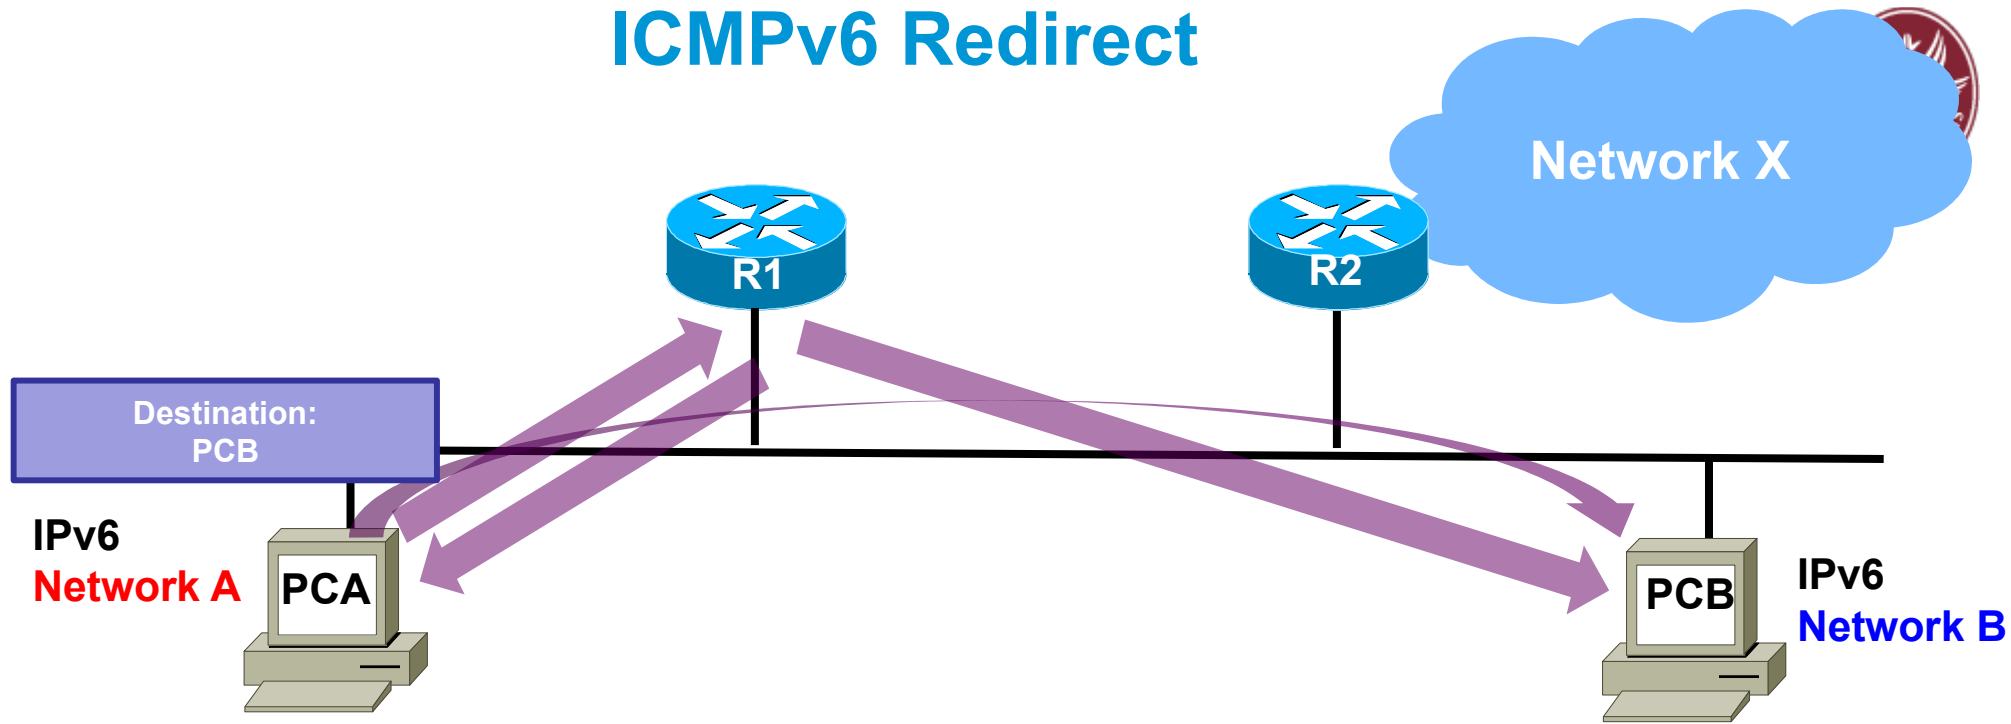 ICMPv6 Redirect
Network X
R1
R2
Destination:
PCB
IPv6
Network A
PCA
PCB
IPv6
Network B